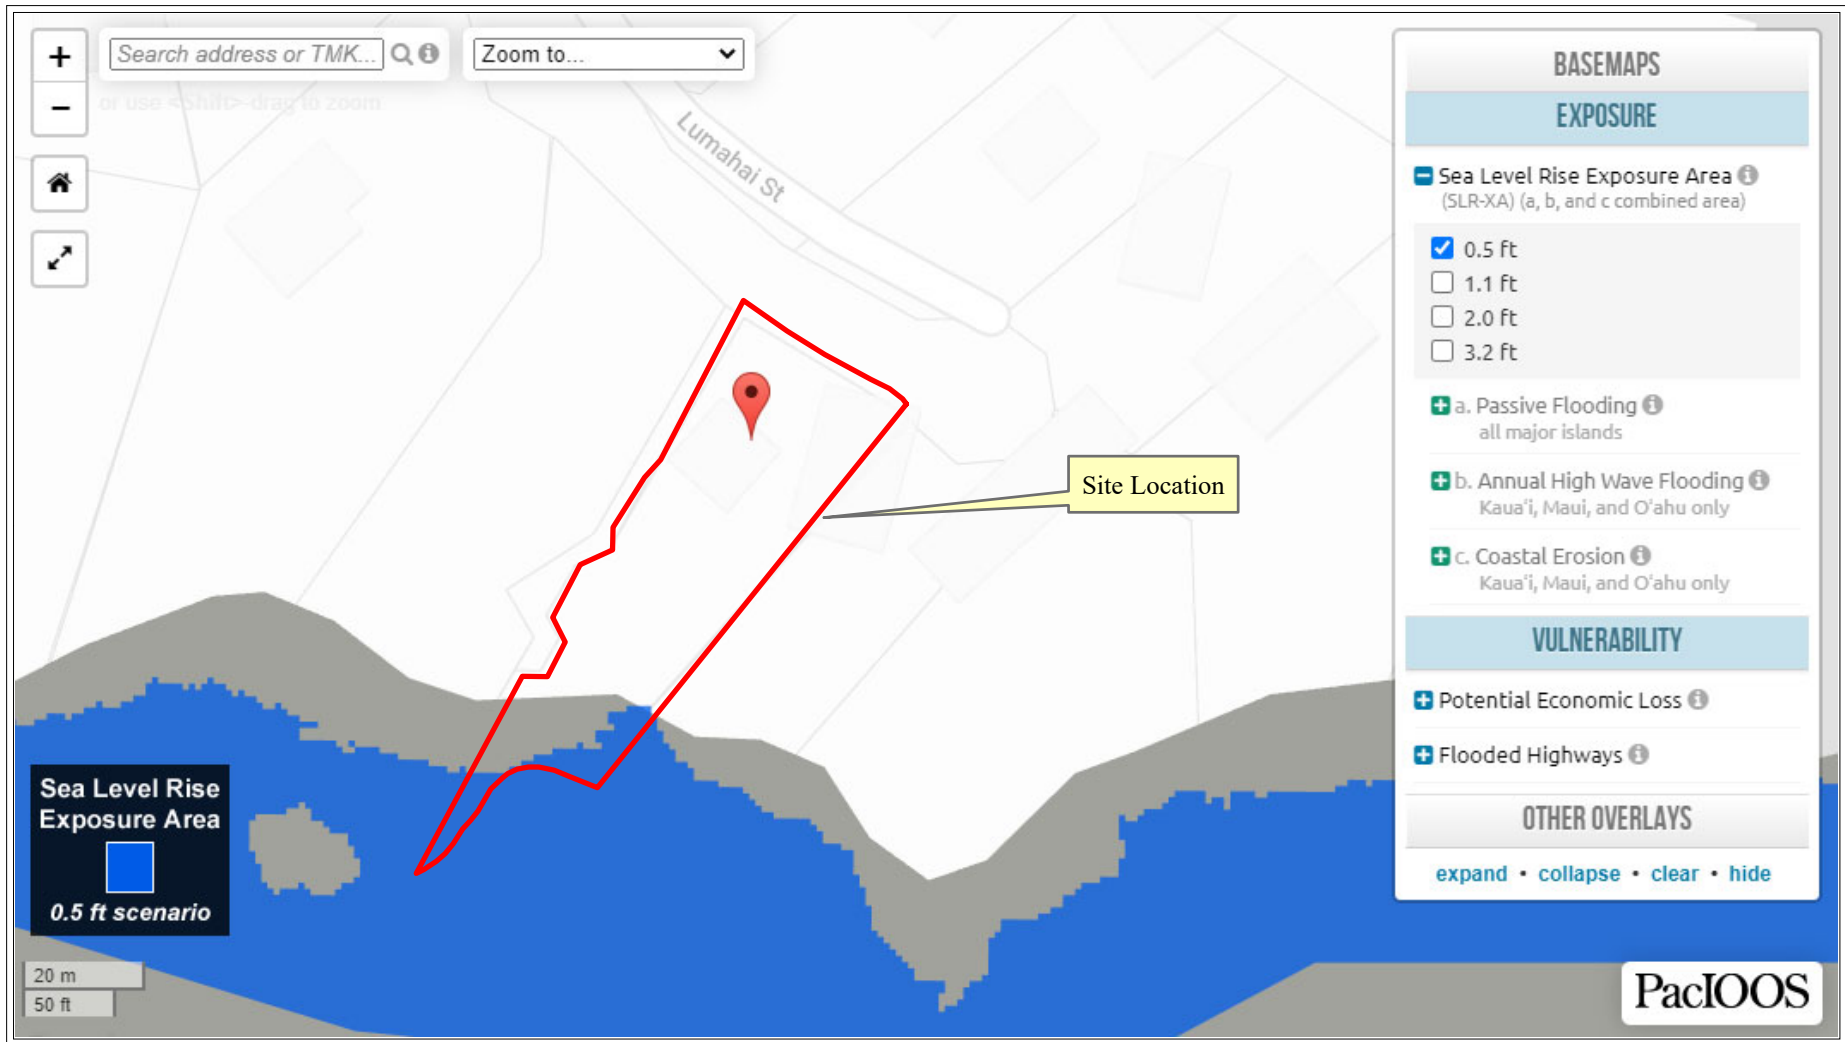 +
Search address or TMK...
Zoom to...
−
or use <Shift>-drag to zoom
Lumahai St
Site Location
BASEMAPS
EXPOSURE
Sea Level Rise Exposure Area
(SLR-XA) (a, b, and c combined area)
0.5 ft
1.1 ft
2.0 ft
3.2 ft
a. Passive Flooding
all major islands
b. Annual High Wave Flooding
Kauaʻi, Maui, and Oʻahu only
c. Coastal Erosion
Kauaʻi, Maui, and Oʻahu only
VULNERABILITY
Potential Economic Loss
Flooded Highways
OTHER OVERLAYS
expand • collapse • clear • hide
Sea Level Rise
Exposure Area
0.5 ft scenario
20 m
50 ft
PacIOOS